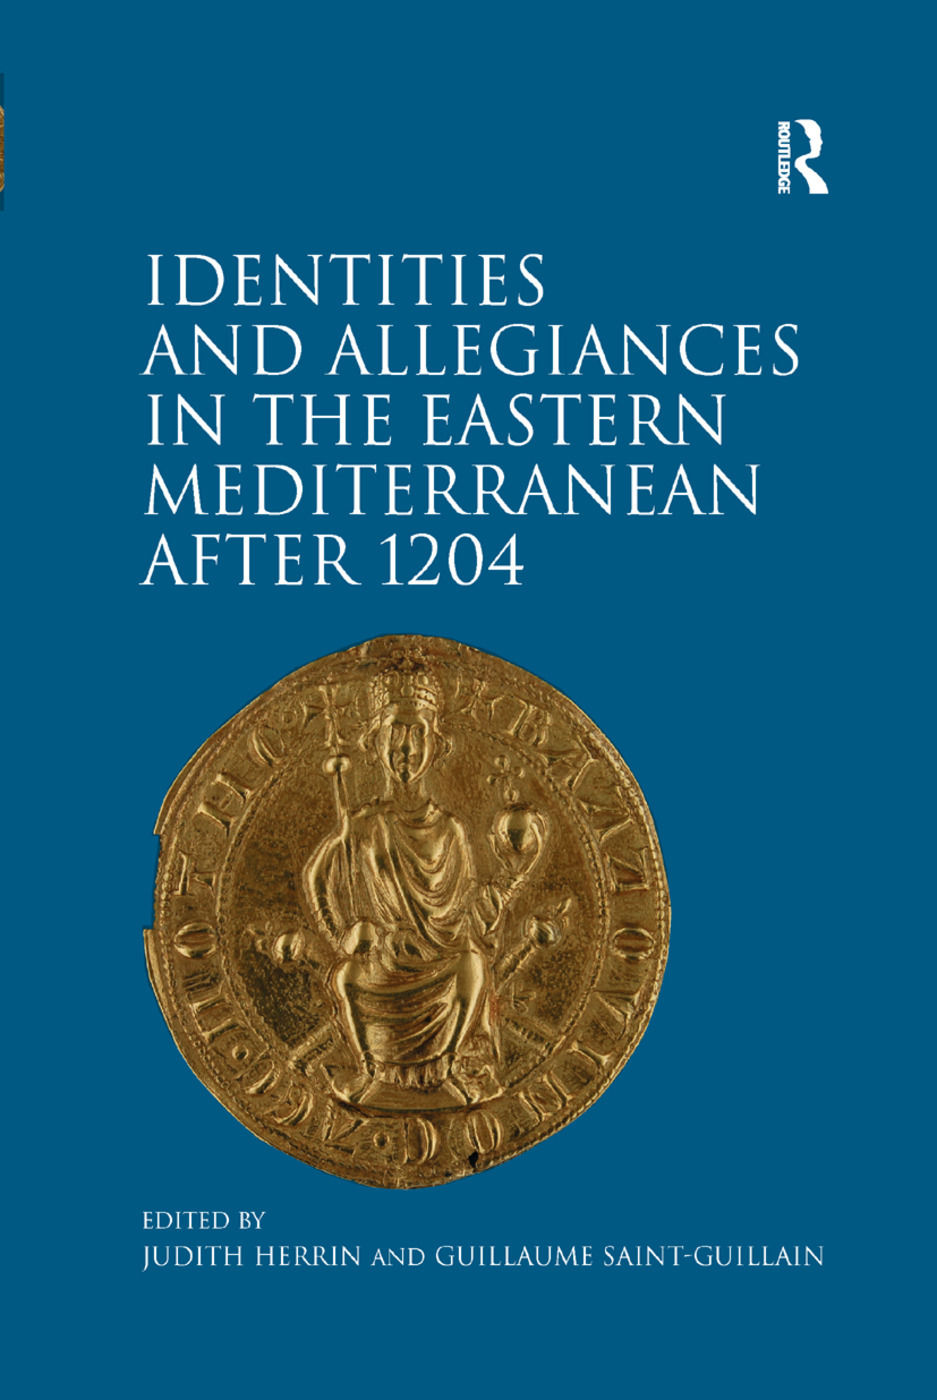 ROUTLEDGE
IDENTITIES
AND ALLEGIANCES
IN THE EASTERN
MEDITERRANEAN
AFTER 1204
EDITED BY
JUDITH HERRIN AND GUILLAUME SAINT-GUILLAIN